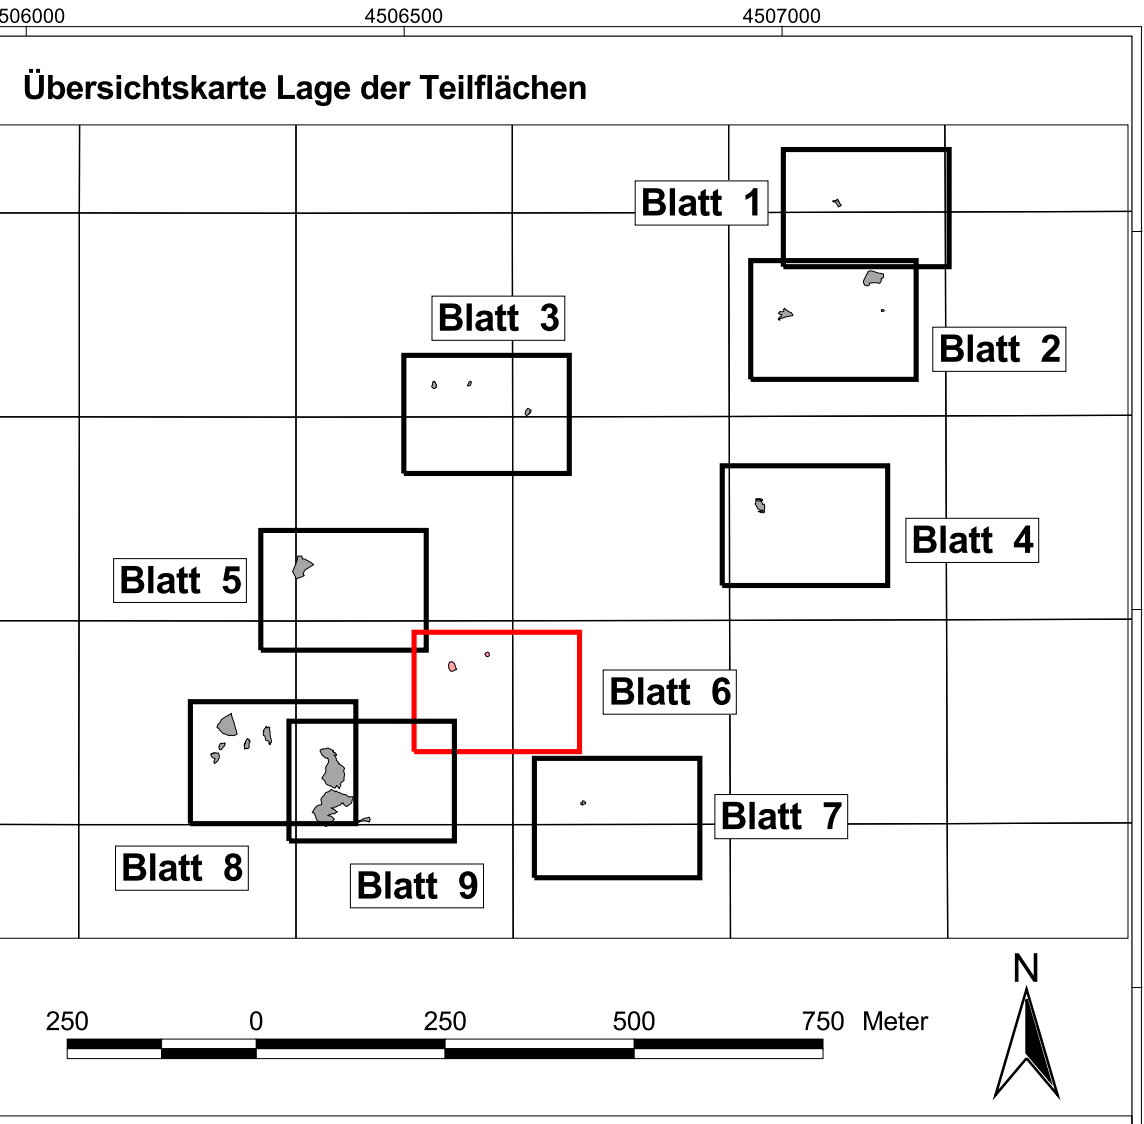 506000 4506500 4507000
Übersichtskarte Lage der Teilflächen
Blatt 1
Blatt 3
Blatt 2
Blatt 4
Blatt 5
Blatt 6
Blatt 7
Blatt 8
Blatt 9
N
250 0 250 500 750 Meter